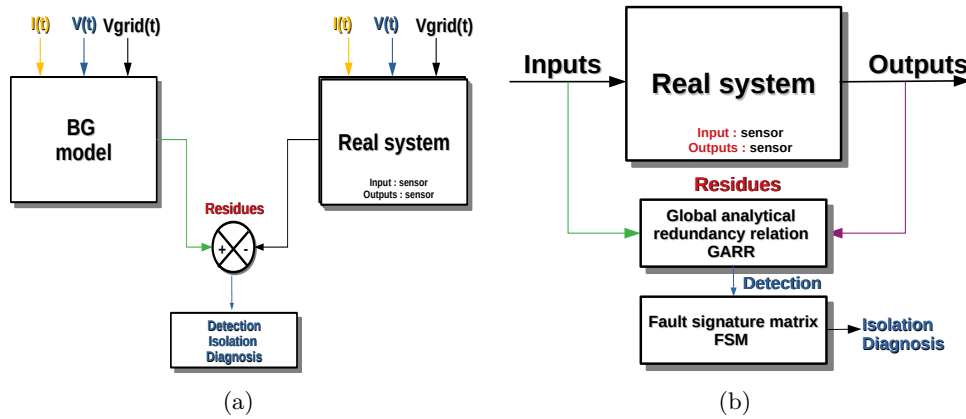 I(t) V(t) Vgrid(t)
BG
model
I(t) V(t) Vgrid(t)
Real system
Input : sensor
Outputs : sensor
Residues
+ -
Detection
Isolation
Diagnosis
(a)
Inputs
Real system
Input : sensor
Outputs : sensor
Outputs
Residues
Global analytical
redundancy relation
GARR
Detection
Fault signature matrix
FSM
Isolation
Diagnosis
(b)